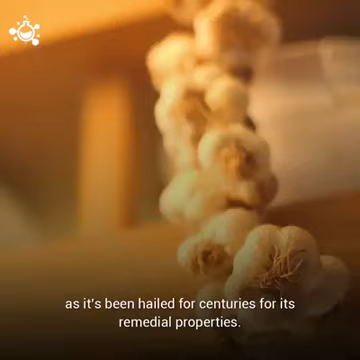 as it's been hailed for centuries for its
remedial properties.